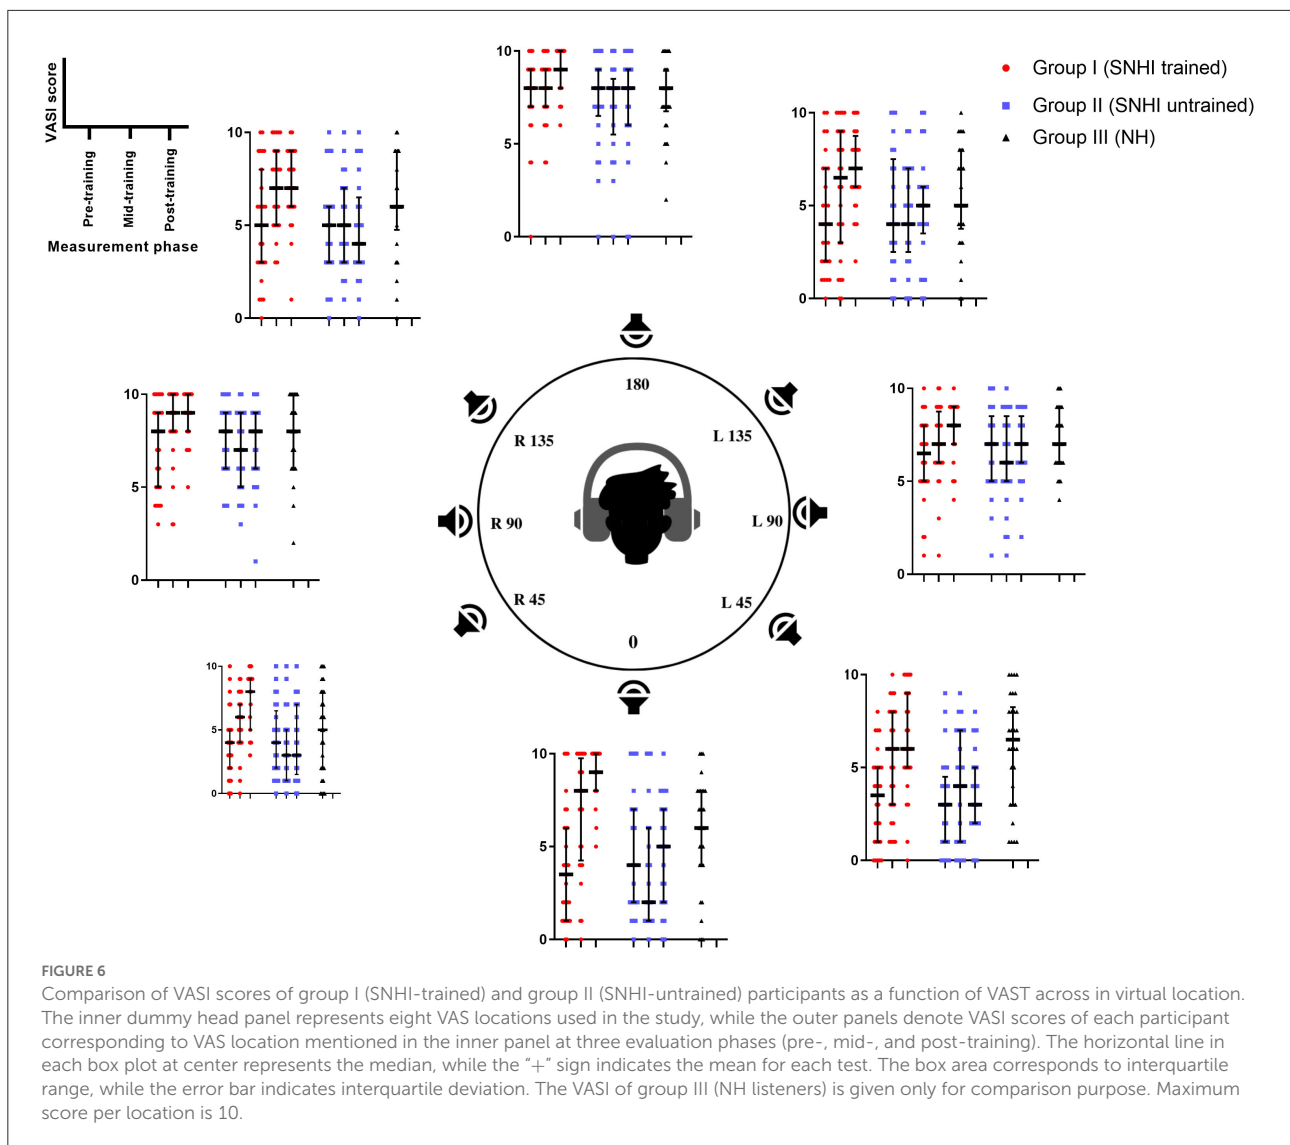 VASI score
Pre-training
Mid-training
Post-training
Measurement phase
10
5
0
Group I (SNHI trained)
Group II (SNHI untrained)
Group III (NH)
10
5
0
10
5
0
10
5
0
10
5
0
180
R 135
L 135
R 90
L 90
R 45
L 45
0
10
5
0
10
5
0
10
5
0
FIGURE 6
Comparison of VASI scores of group I (SNHI-trained) and group II (SNHI-untrained) participants as a function of VAST across in virtual location.
The inner dummy head panel represents eight VAS locations used in the study, while the outer panels denote VASI scores of each participant
corresponding to VAS location mentioned in the inner panel at three evaluation phases (pre-, mid-, and post-training). The horizontal line in
each box plot at center represents the median, while the "+" sign indicates the mean for each test. The box area corresponds to interquartile
range, while the error bar indicates interquartile deviation. The VASI of group III (NH listeners) is given only for comparison purpose. Maximum
score per location is 10.